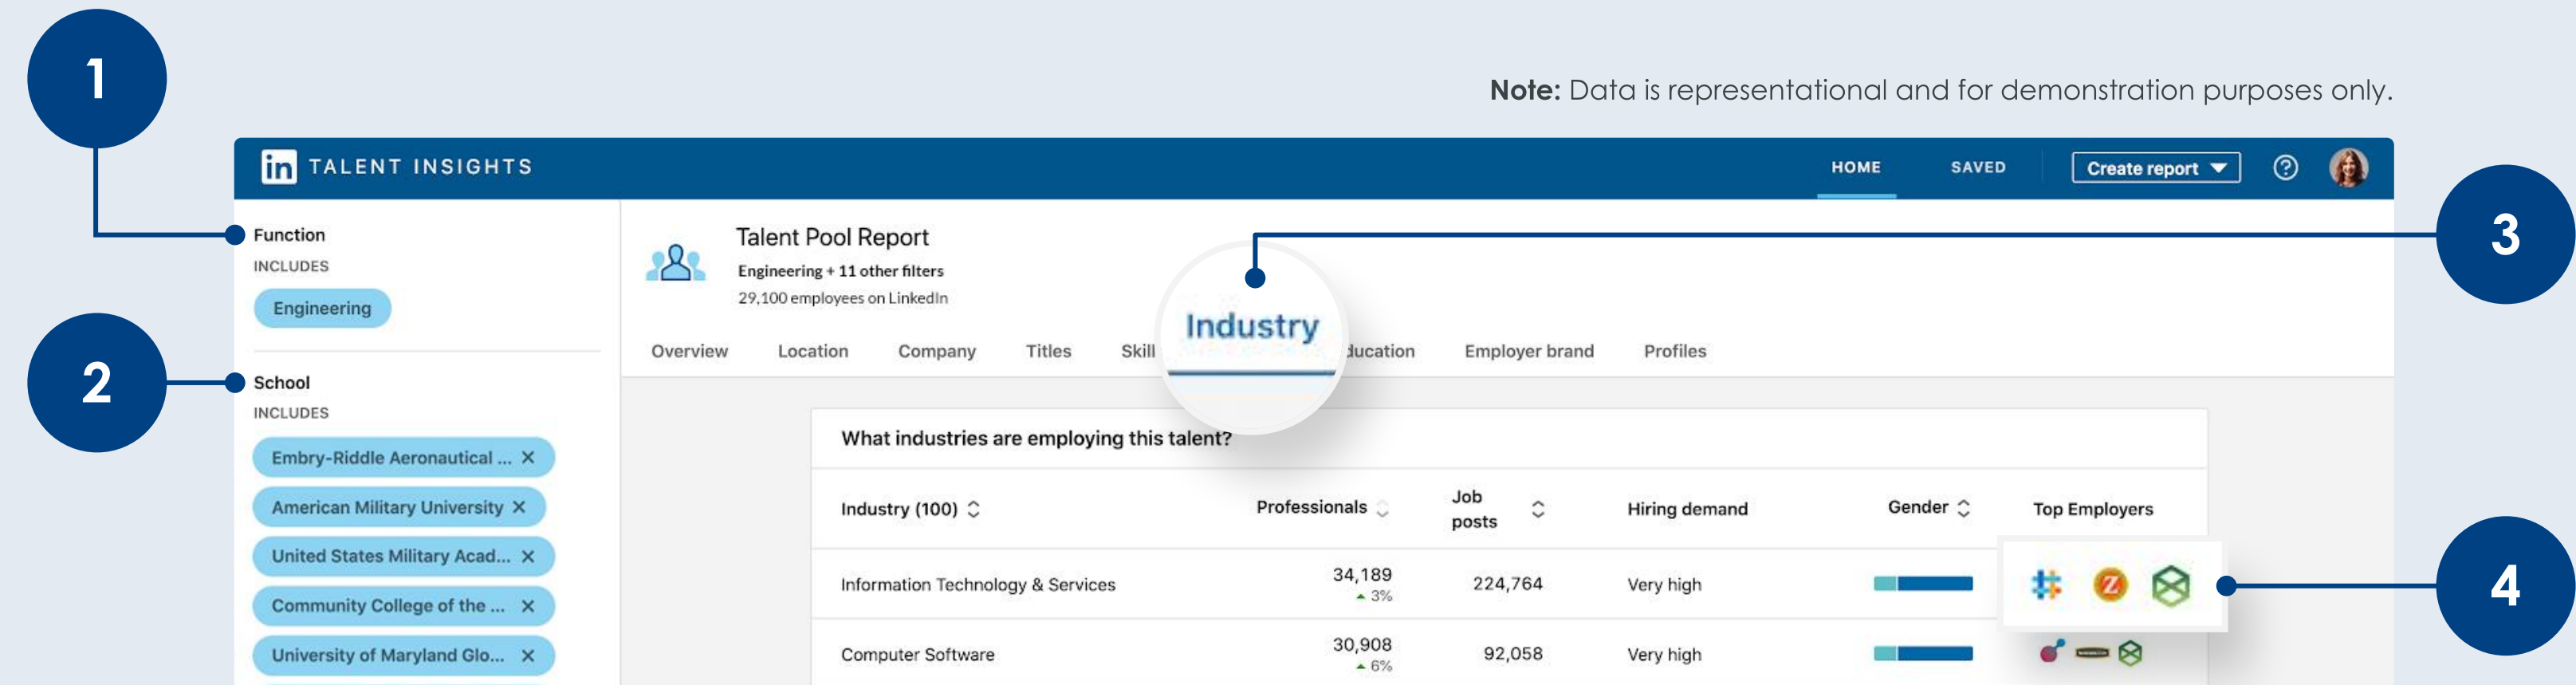 1
Note: Data is representational and for demonstration purposes only.
in TALENT INSIGHTS
HOME
SAVED
Create report
?
Function
INCLUDES
Engineering
2
School
INCLUDES
Embry-Riddle Aeronautical ... ×
American Military University ×
United States Military Acad... ×
Community College of the ... ×
University of Maryland Glo... ×
Talent Pool Report
Engineering + 11 other filters
29,100 employees on LinkedIn
3
Overview
Location
Company
Titles
Skill
Industry
ducation
Employer brand
Profiles
What industries are employing this talent?
Industry (100)
Professionals
Job posts
Hiring demand
Gender
Top Employers
Information Technology & Services
34,189
3%
224,764
Very high
Z
4
Computer Software
30,908
6%
92,058
Very high